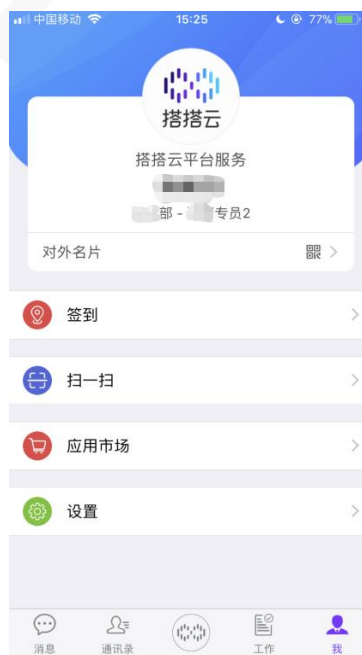 中国移动 15:25 77%
搭搭云
搭搭云平台服务
部 - 专员2
对外名片
签到
扫一扫
应用市场
设置
消息 通讯录 工作 我